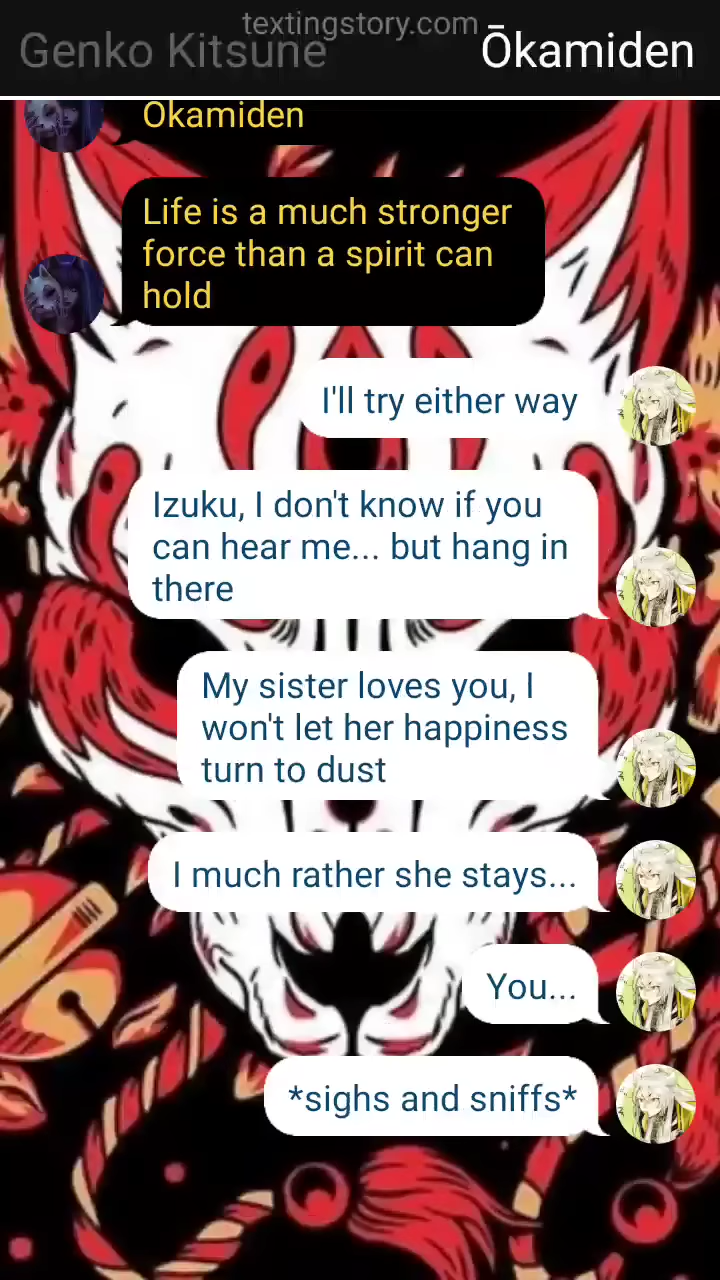 textingstory.com
Genko Kitsune
Ōkamiden
Okamiden
Life is a much stronger
force than a spirit can
hold
I'll try either way
Izuku, I don't know if you
can hear me... but hang in
there
My sister loves you, I
won't let her happiness
turn to dust
I much rather she stays...
You...
*sighs and sniffs*